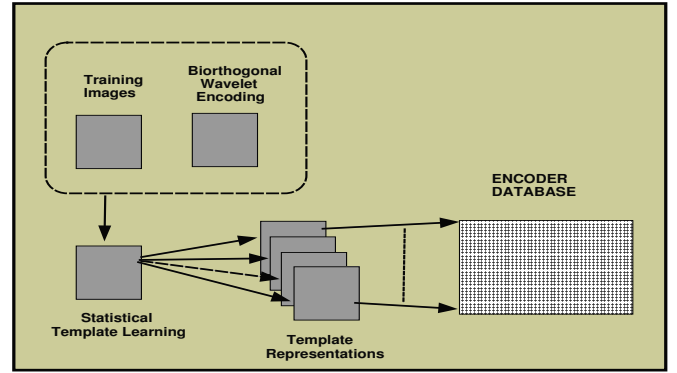 Training
Images
Biorthogonal
Wavelet
Encoding
ENCODER
DATABASE
Statistical
Template Learning
Template
Representations